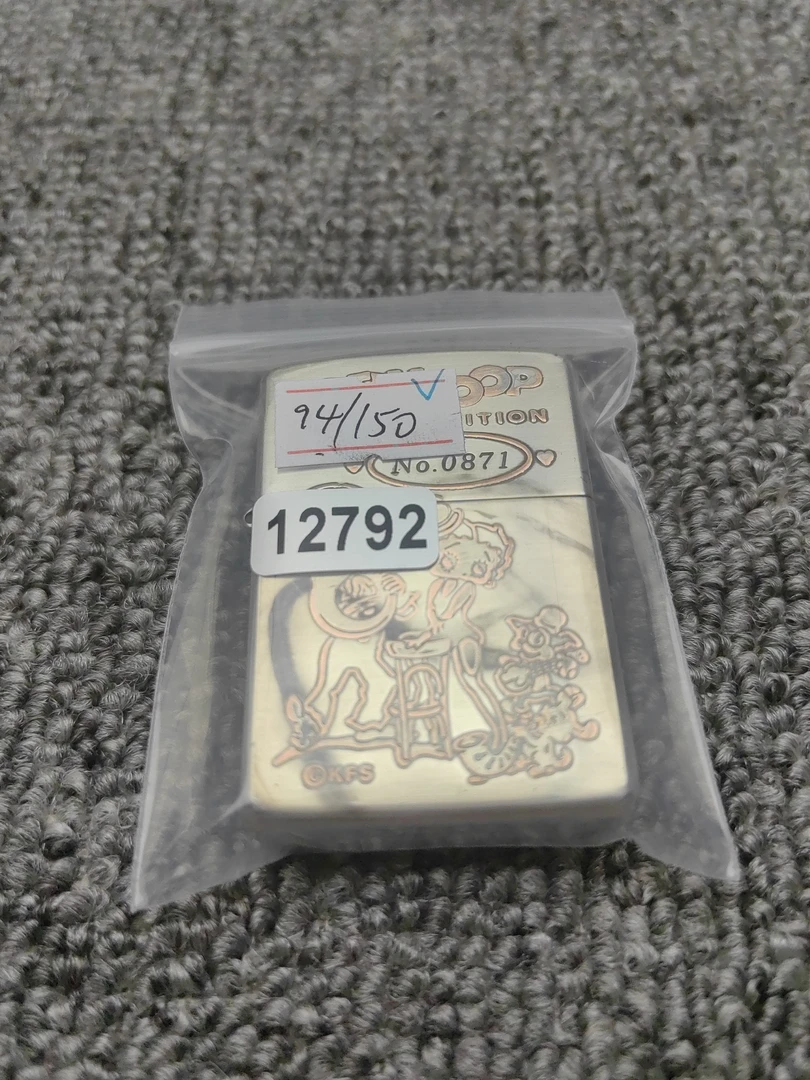 94/150
OOP
ITION
No.0871
12792
©KFS